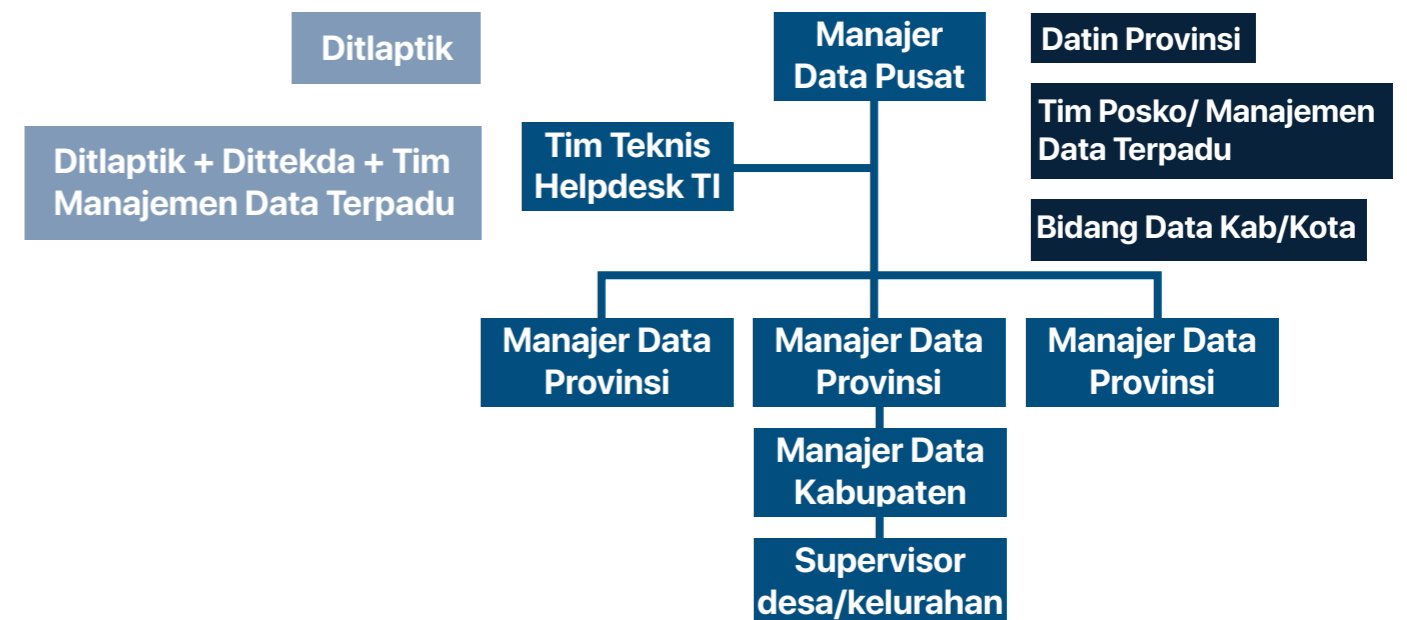 Ditlaptik
Manajer
Data Pusat
Datin Provinsi
Tim Posko/ Manajemen
Data Terpadu
Ditlaptik + Dittekda + Tim
Manajemen Data Terpadu
Tim Teknis
Helpdesk TI
Bidang Data Kab/Kota
Manajer Data
Provinsi
Manajer Data
Provinsi
Manajer Data
Provinsi
Manajer Data
Kabupaten
Supervisor
desa/kelurahan